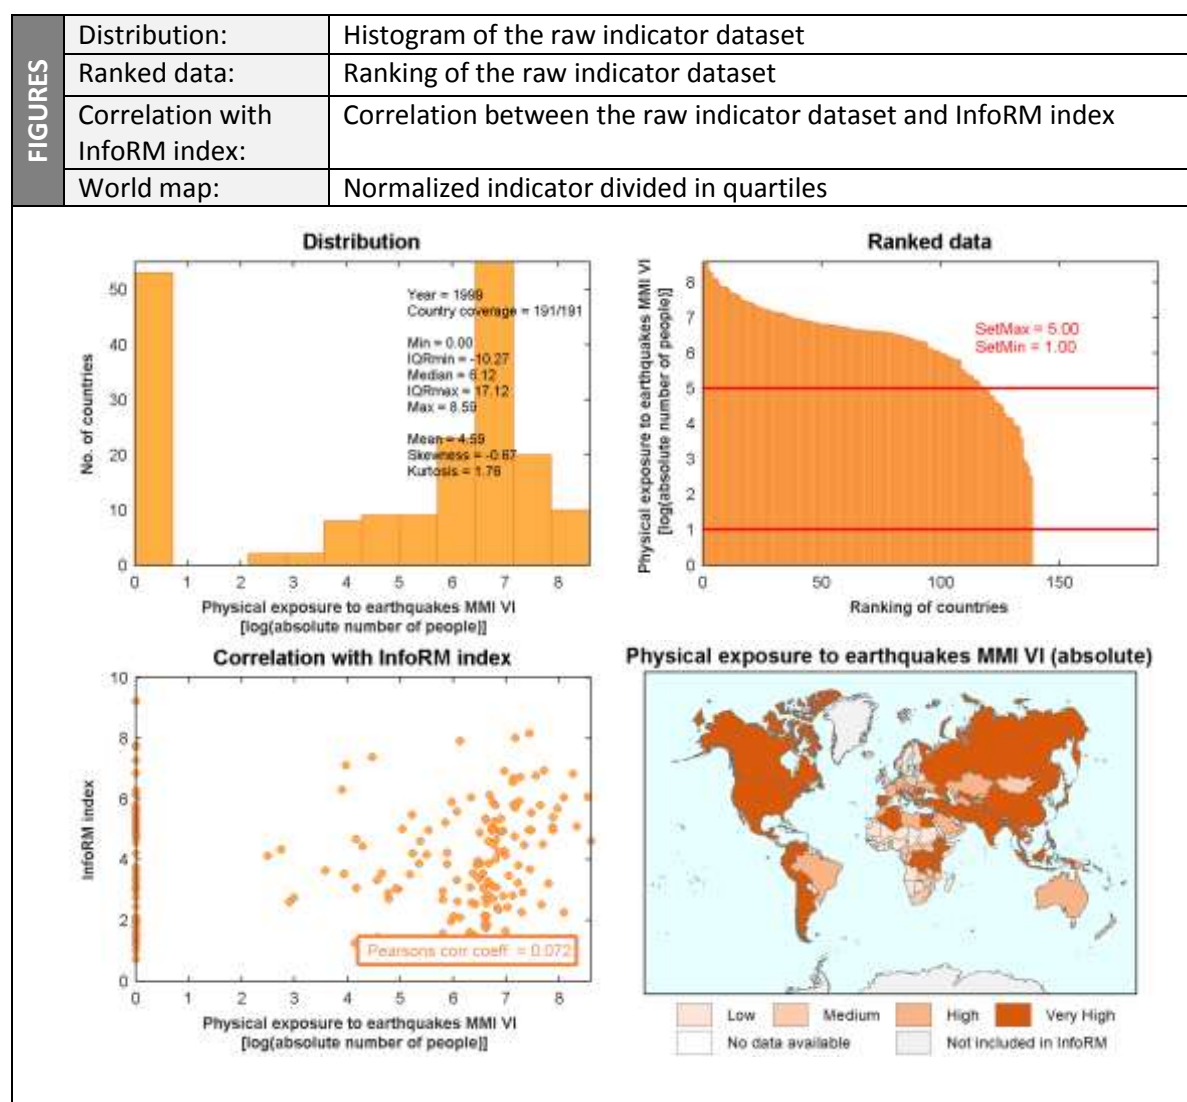 FIGURES
Distribution:
Histogram of the raw indicator dataset
Ranked data:
Ranking of the raw indicator dataset
Correlation with
InfoRM index:
Correlation between the raw indicator dataset and InfoRM index
World map:
Normalized indicator divided in quartiles
Distribution
No. of countries
50
40
30
20
10
0
Year = 1999
Country coverage = 191/191
Min = 0.00
IQRmin = -10.27
Median = 6.12
IQRmax = 17.12
Max = 8.59
Mean = 4.59
Skewness = -0.67
Kurtosis = 1.76
0 1 2 3 4 5 6 7 8
Physical exposure to earthquakes MMI VI
[log(absolute number of people)]
Ranked data
Physical exposure to earthquakes MMI VI
[log(absolute number of people)]
8
7
6
5
4
3
2
1
0
SetMax = 5.00
SetMin = 1.00
0 50 100 150
Ranking of countries
Correlation with InfoRM index
InfoRM index
10
8
6
4
2
0
Pearsons corr coeff = 0.072
0 1 2 3 4 5 6 7 8
Physical exposure to earthquakes MMI VI
[log(absolute number of people)]
Physical exposure to earthquakes MMI VI (absolute)
Low Medium High Very High
No data available Not included in InfoRM